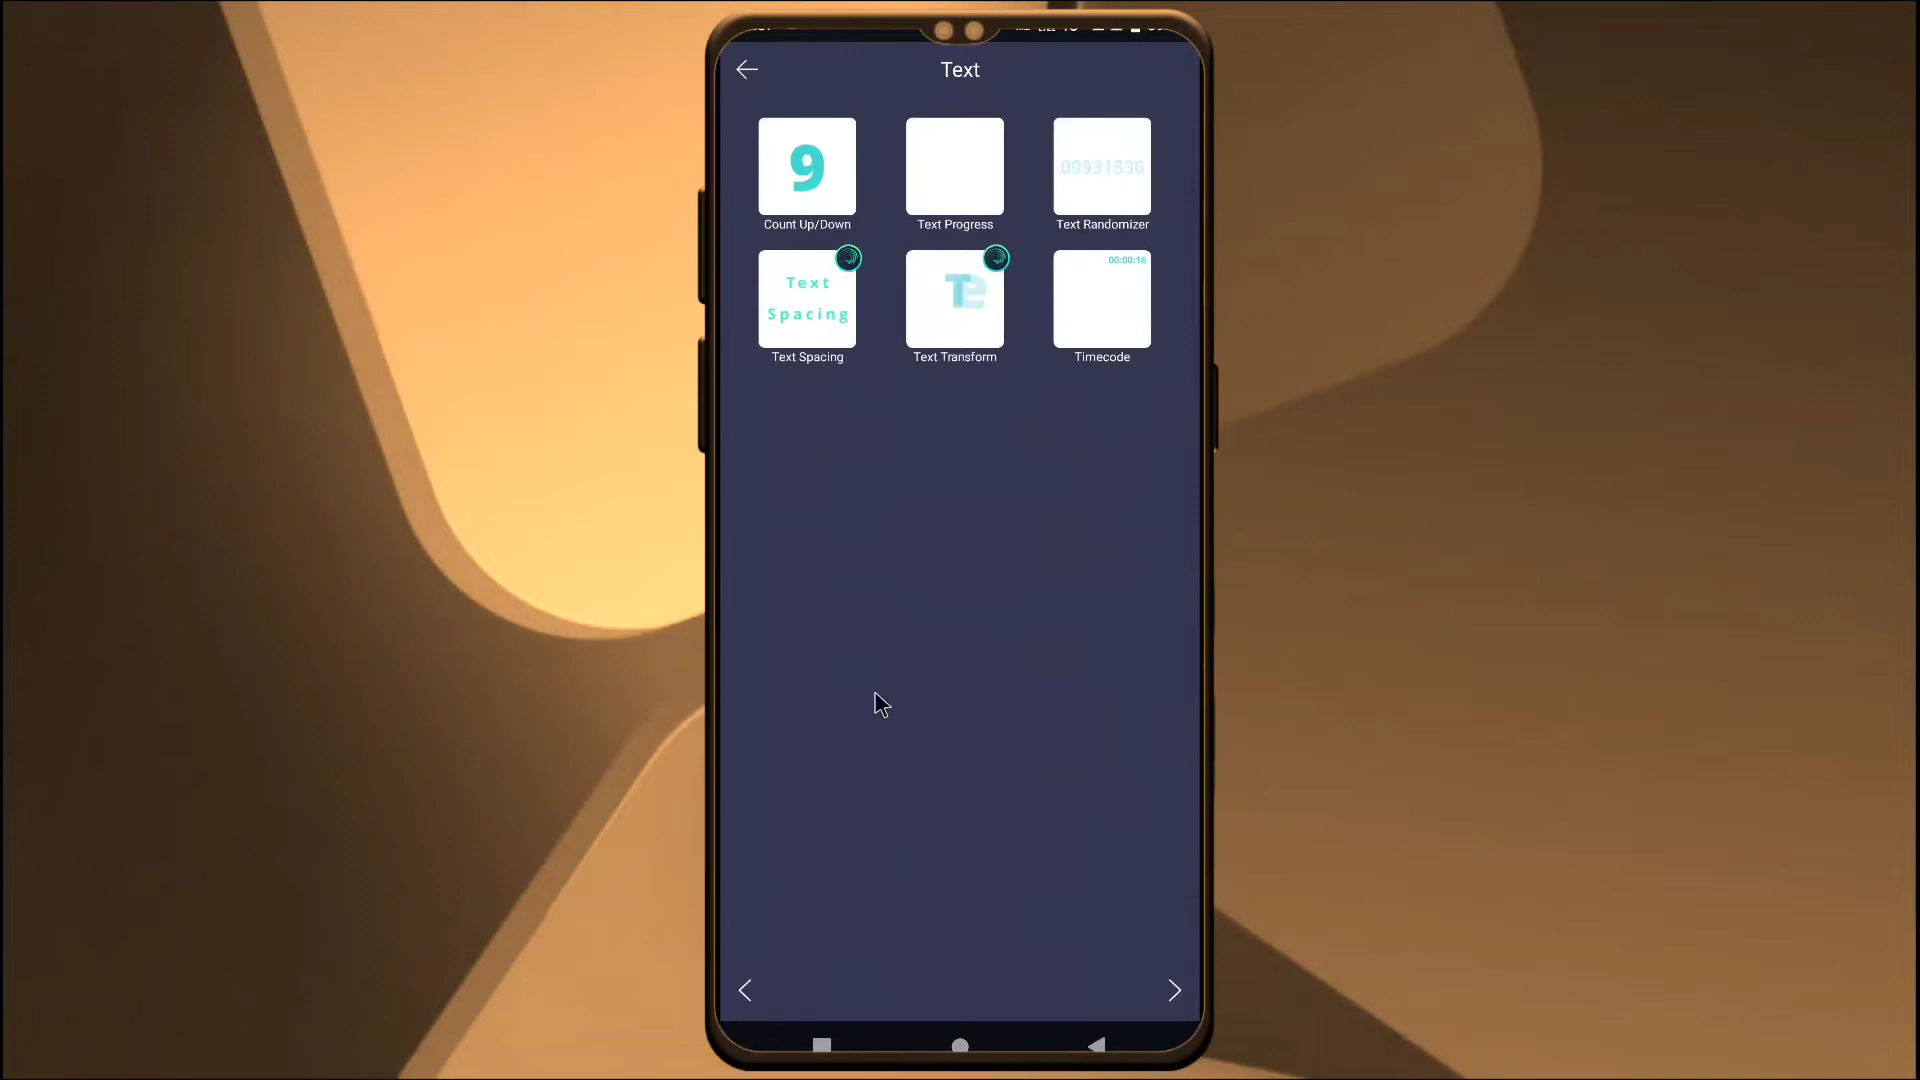 Text
9
09931836
Count Up/Down
Text Progress
Text Randomizer
Text
Spacing
Te
00:00:16
Text Spacing
Text Transform
Timecode